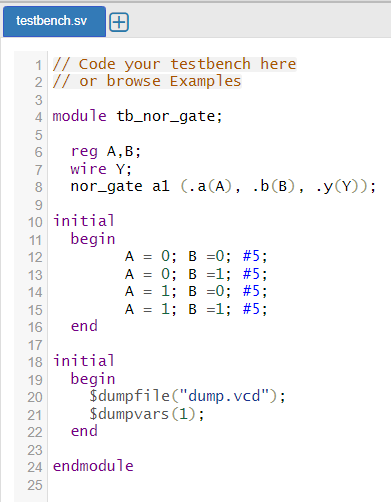 testbench.sv
1 // Code your testbench here
2 // or browse Examples
3
4 module tb_nor_gate;
5
6   reg A,B;
7   wire Y;
8   nor_gate a1 (.a(A), .b(B), .y(Y));
9
10 initial
11   begin
12         A = 0; B =0; #5;
13         A = 0; B =1; #5;
14         A = 1; B =0; #5;
15         A = 1; B =1; #5;
16   end
17
18 initial
19   begin
20     $dumpfile("dump.vcd");
21     $dumpvars(1);
22   end
23
24 endmodule
25